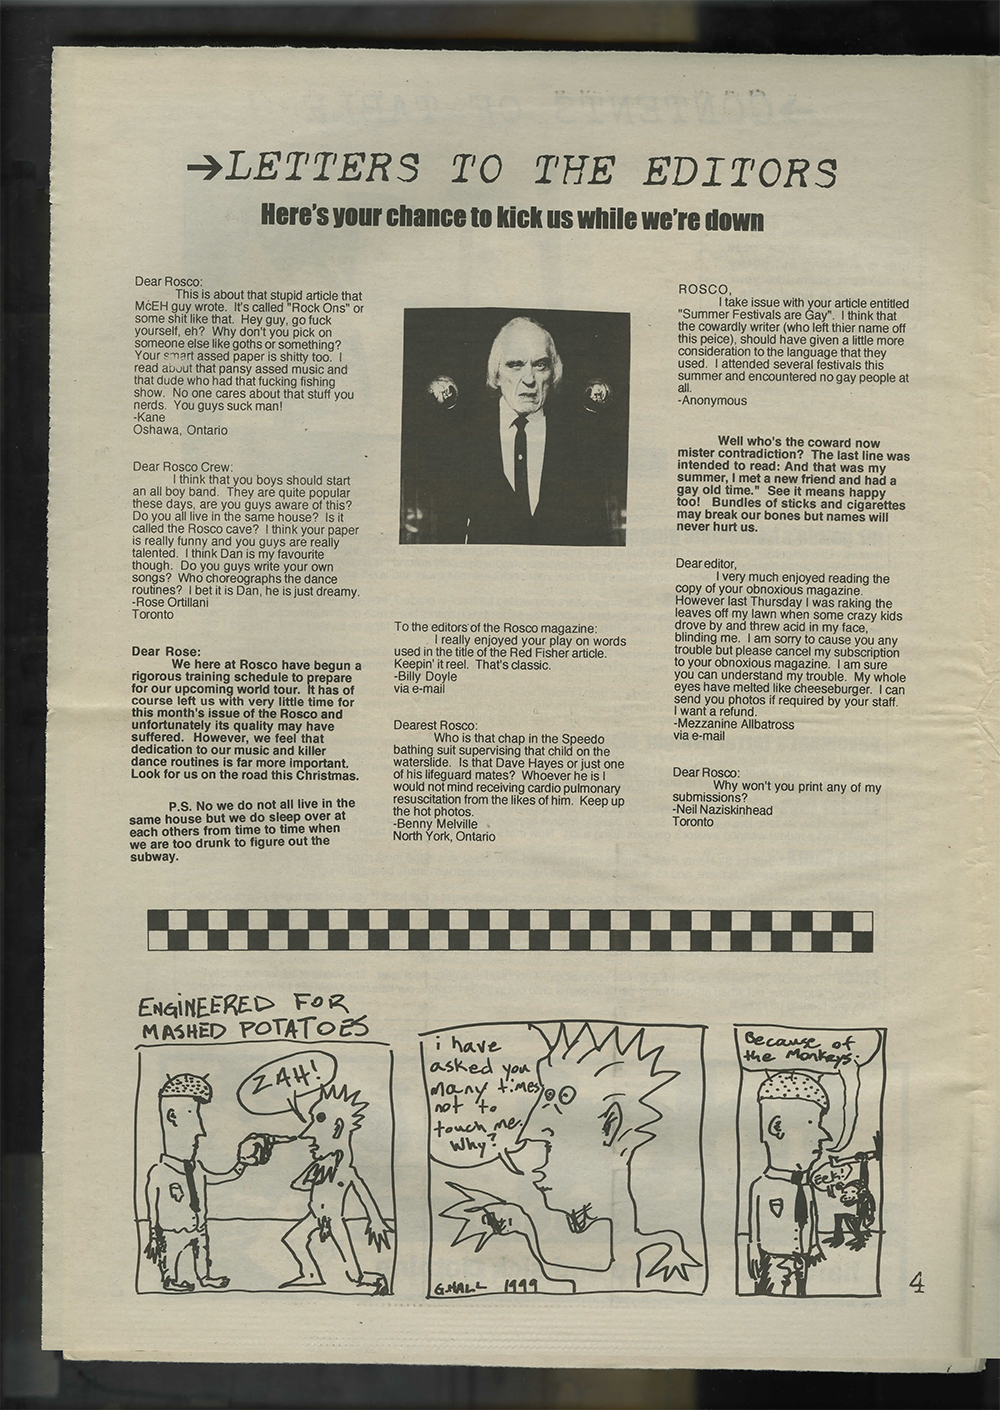 →LETTERS TO THE EDITORS
Here's your chance to kick us while we're down
Dear Rosco:
This is about that stupid article that
McEH guy wrote. It's called "Rock Ons" or
some shit like that. Hey guy, go fuck
yourself, eh? Why don't you pick on
someone else like goths or something?
Your smart assed paper is shitty too. I
read about that pansy assed music and
that dude who had that fucking fishing
show. No one cares about that stuff you
nerds. You guys suck man!
-Kane
Oshawa, Ontario
Dear Rosco Crew:
I think that you boys should start
an all boy band. They are quite popular
these days, are you guys aware of this?
Do you all live in the same house? Is it
called the Rosco cave? I think your paper
is really funny and you guys are really
talented. I think Dan is my favourite
though. Do you guys write your own
songs? Who choreographs the dance
routines? I bet it is Dan, he is just dreamy.
-Rose Ortillani
Toronto
Dear Rose:
We here at Rosco have begun a
rigorous training schedule to prepare
for our upcoming world tour. It has of
course left us with very little time for
this month's issue of the Rosco and
unfortunately its quality may have
suffered. However, we feel that
dedication to our music and killer
dance routines is far more important.
Look for us on the road this Christmas.
P.S. No we do not all live in the
same house but we do sleep over at
each others from time to time when
we are too drunk to figure out the
subway.
To the editors of the Rosco magazine:
I really enjoyed your play on words
used in the title of the Red Fisher article.
Keepin' it reel. That's classic.
-Billy Doyle
via e-mail
Dearest Rosco:
Who is that chap in the Speedo
bathing suit supervising that child on the
waterslide. Is that Dave Hayes or just one
of his lifeguard mates? Whoever he is I
would not mind receiving cardio pulmonary
resuscitation from the likes of him. Keep up
the hot photos.
-Benny Melville
North York, Ontario
ROSCO,
I take issue with your article entitled
"Summer Festivals are Gay". I think that
the cowardly writer (who left thier name off
this peice), should have given a little more
consideration to the language that they
used. I attended several festivals this
summer and encountered no gay people at
all.
-Anonymous
Well who's the coward now
mister contradiction? The last line was
intended to read: And that was my
summer, I met a new friend and had a
gay old time." See it means happy
too! Bundles of sticks and cigarettes
may break our bones but names will
never hurt us.
Dear editor,
I very much enjoyed reading the
copy of your obnoxious magazine.
However last Thursday I was raking the
leaves off my lawn when some crazy kids
drove by and threw acid in my face,
blinding me. I am sorry to cause you any
trouble but please cancel my subscription
to your obnoxious magazine. I am sure
you can understand my trouble. My whole
eyes have melted like cheeseburger. I can
send you photos if required by your staff.
I want a refund.
-Mezzanine Allbatross
via e-mail
Dear Rosco:
Why won't you print any of my
submissions?
-Neil Naziskinhead
Toronto
ENGINEERED FOR
MASHED POTATOES
ZAH!
i have
asked you
many times
not to
touch me.
Why?
G.HALL 1999
Because of
the Monkeys.
Eek!
4